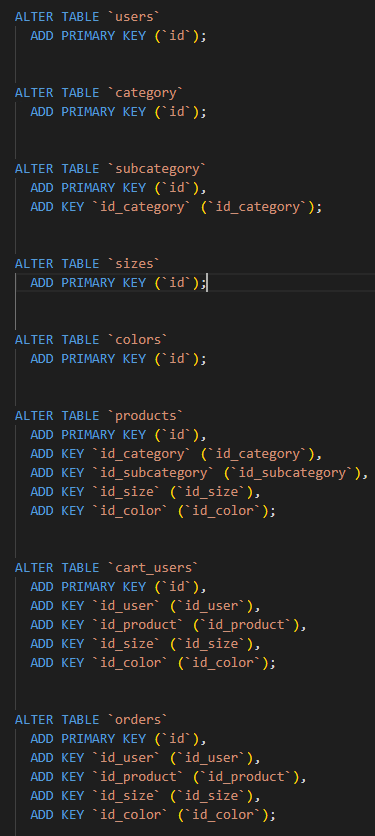 ALTER TABLE `users`
ADD PRIMARY KEY (`id`);
ALTER TABLE `category`
ADD PRIMARY KEY (`id`);
ALTER TABLE `subcategory`
ADD PRIMARY KEY (`id`),
ADD KEY `id_category` (`id_category`);
ALTER TABLE `sizes`
ADD PRIMARY KEY (`id`);
ALTER TABLE `colors`
ADD PRIMARY KEY (`id`);
ALTER TABLE `products`
ADD PRIMARY KEY (`id`),
ADD KEY `id_category` (`id_category`),
ADD KEY `id_subcategory` (`id_subcategory`),
ADD KEY `id_size` (`id_size`),
ADD KEY `id_color` (`id_color`);
ALTER TABLE `cart_users`
ADD PRIMARY KEY (`id`),
ADD KEY `id_user` (`id_user`),
ADD KEY `id_product` (`id_product`),
ADD KEY `id_size` (`id_size`),
ADD KEY `id_color` (`id_color`);
ALTER TABLE `orders`
ADD PRIMARY KEY (`id`),
ADD KEY `id_user` (`id_user`),
ADD KEY `id_product` (`id_product`),
ADD KEY `id_size` (`id_size`),
ADD KEY `id_color` (`id_color`);